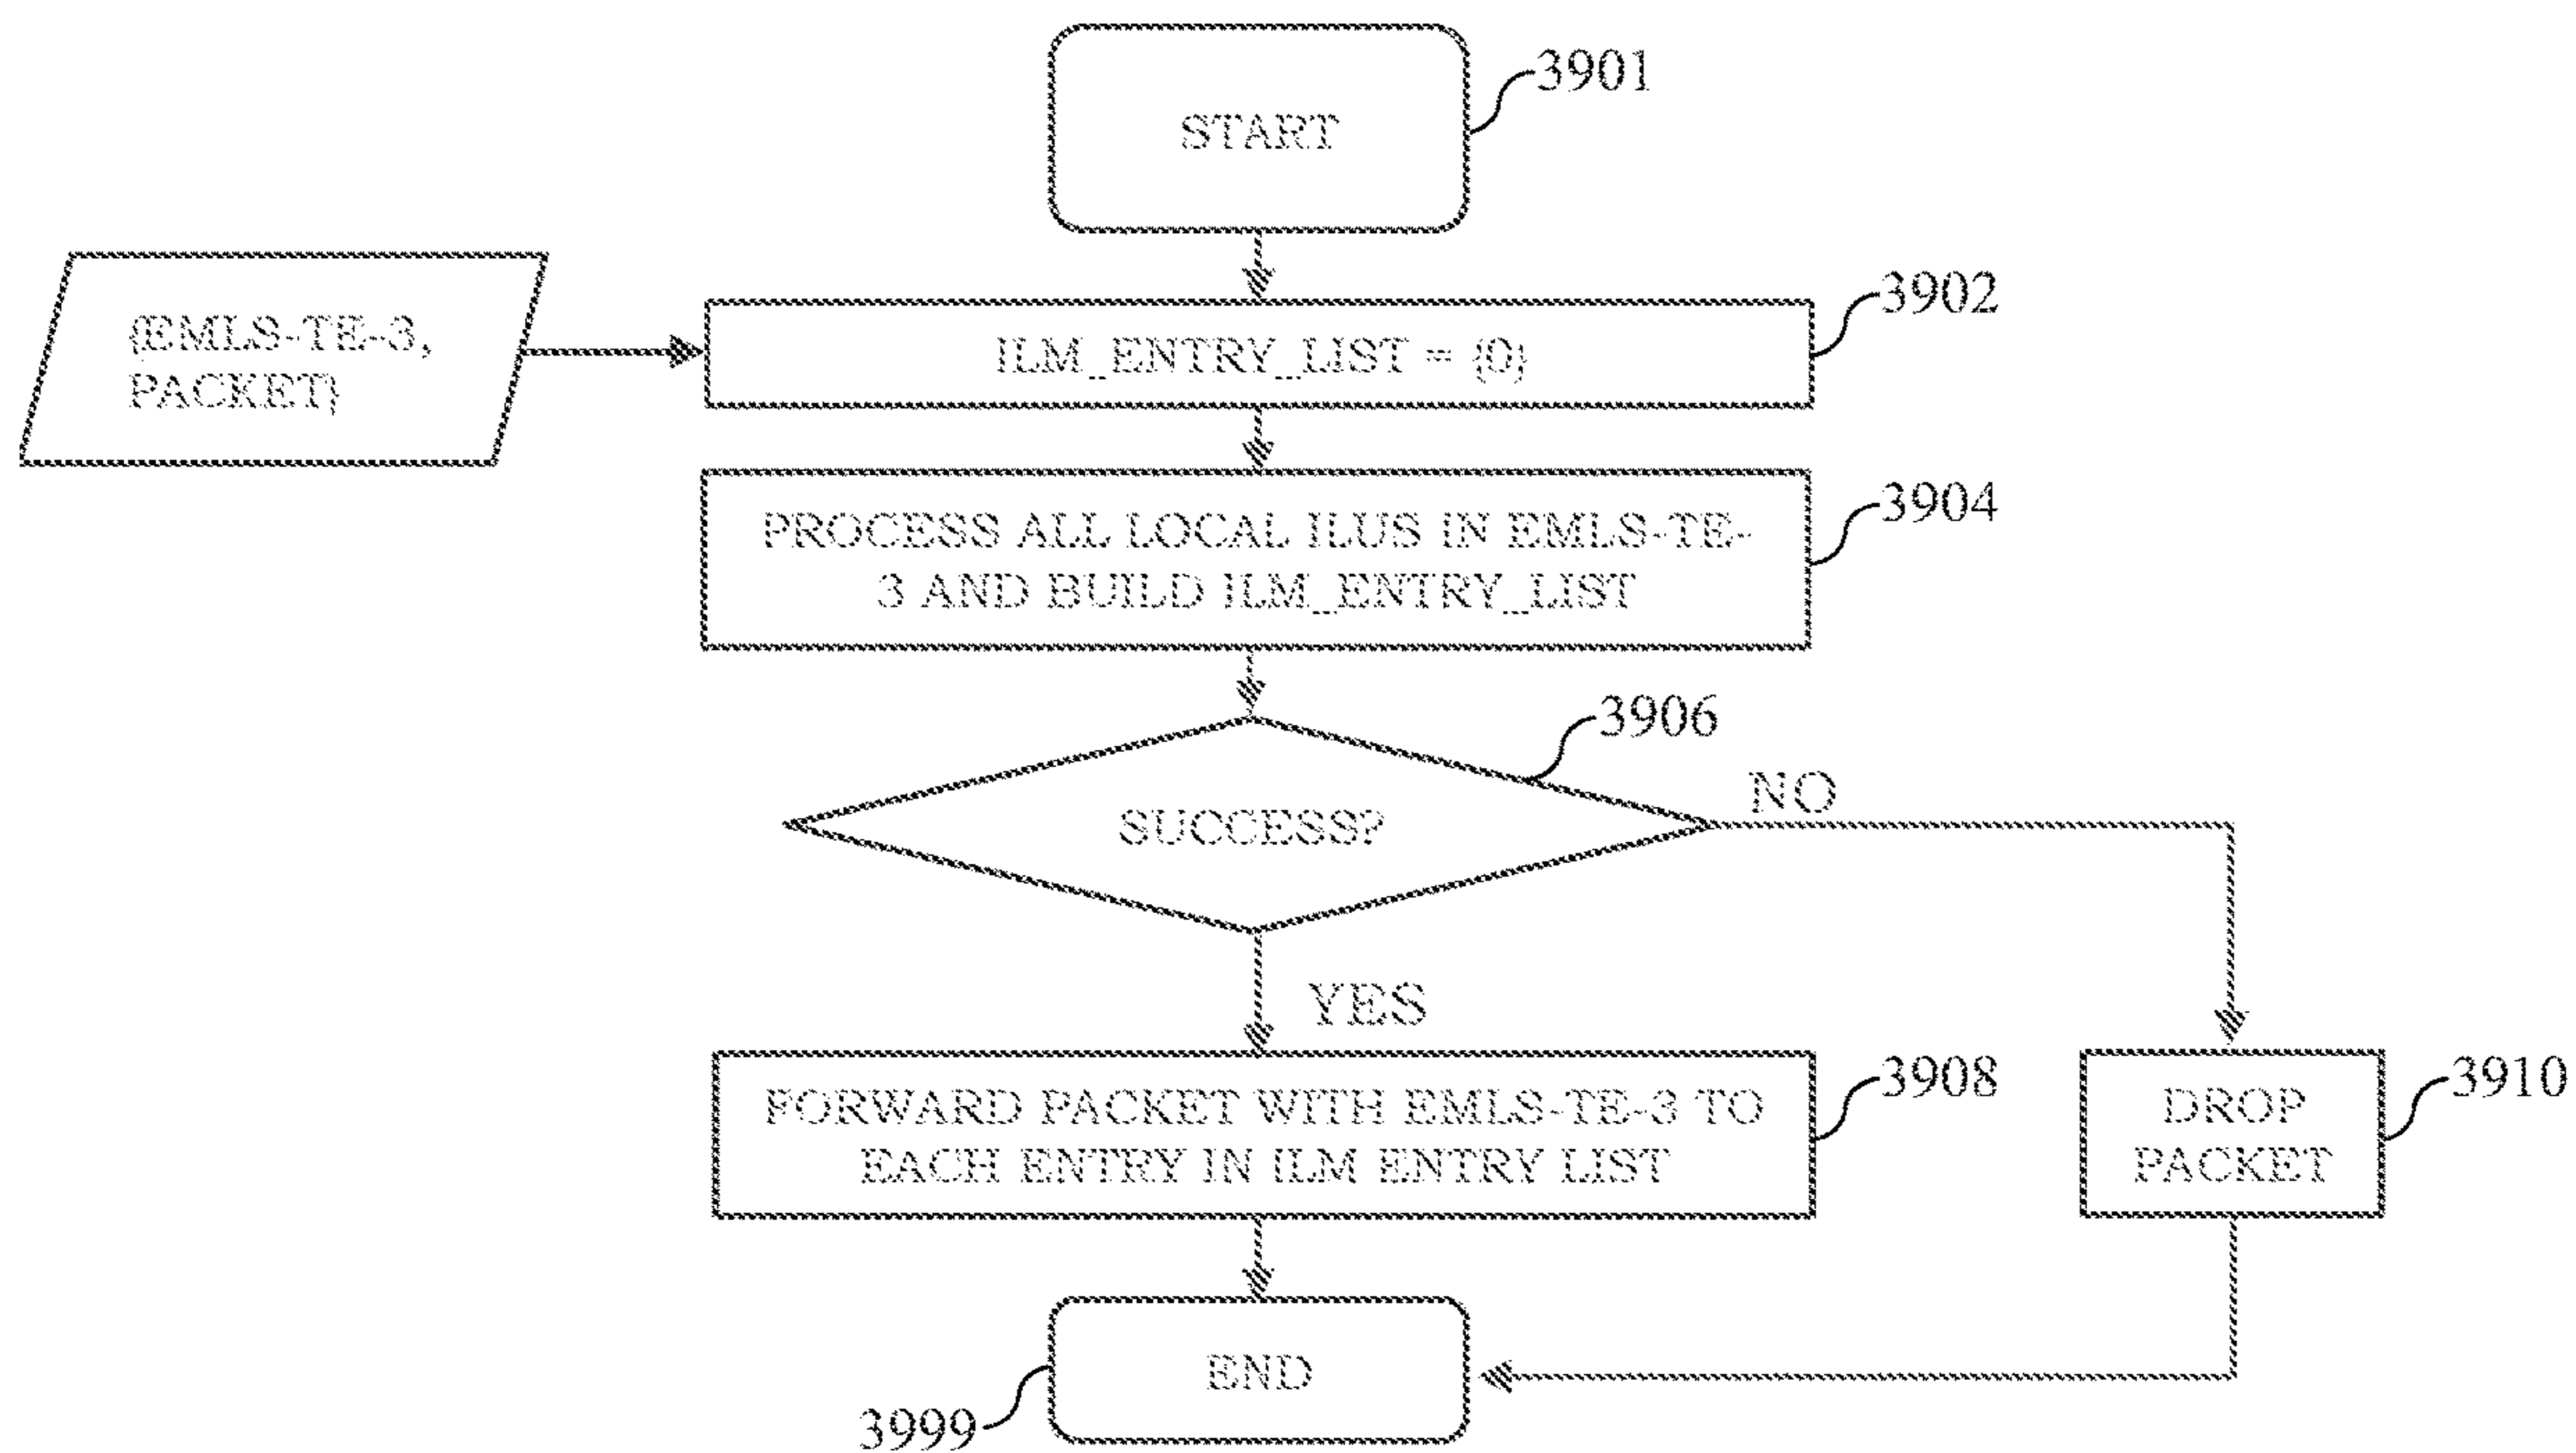 START
3901
{EMLS-TE-3,
PACKET}
ILM_ENTRY_LIST = {0}
3902
PROCESS ALL LOCAL ILUS IN EMLS-TE-
3 AND BUILD ILM_ENTRY_LIST
3904
SUCCESS?
3906
NO
YES
FORWARD PACKET WITH EMLS-TE-3 TO
EACH ENTRY IN ILM ENTRY LIST
3908
DROP
PACKET
3910
END
3999